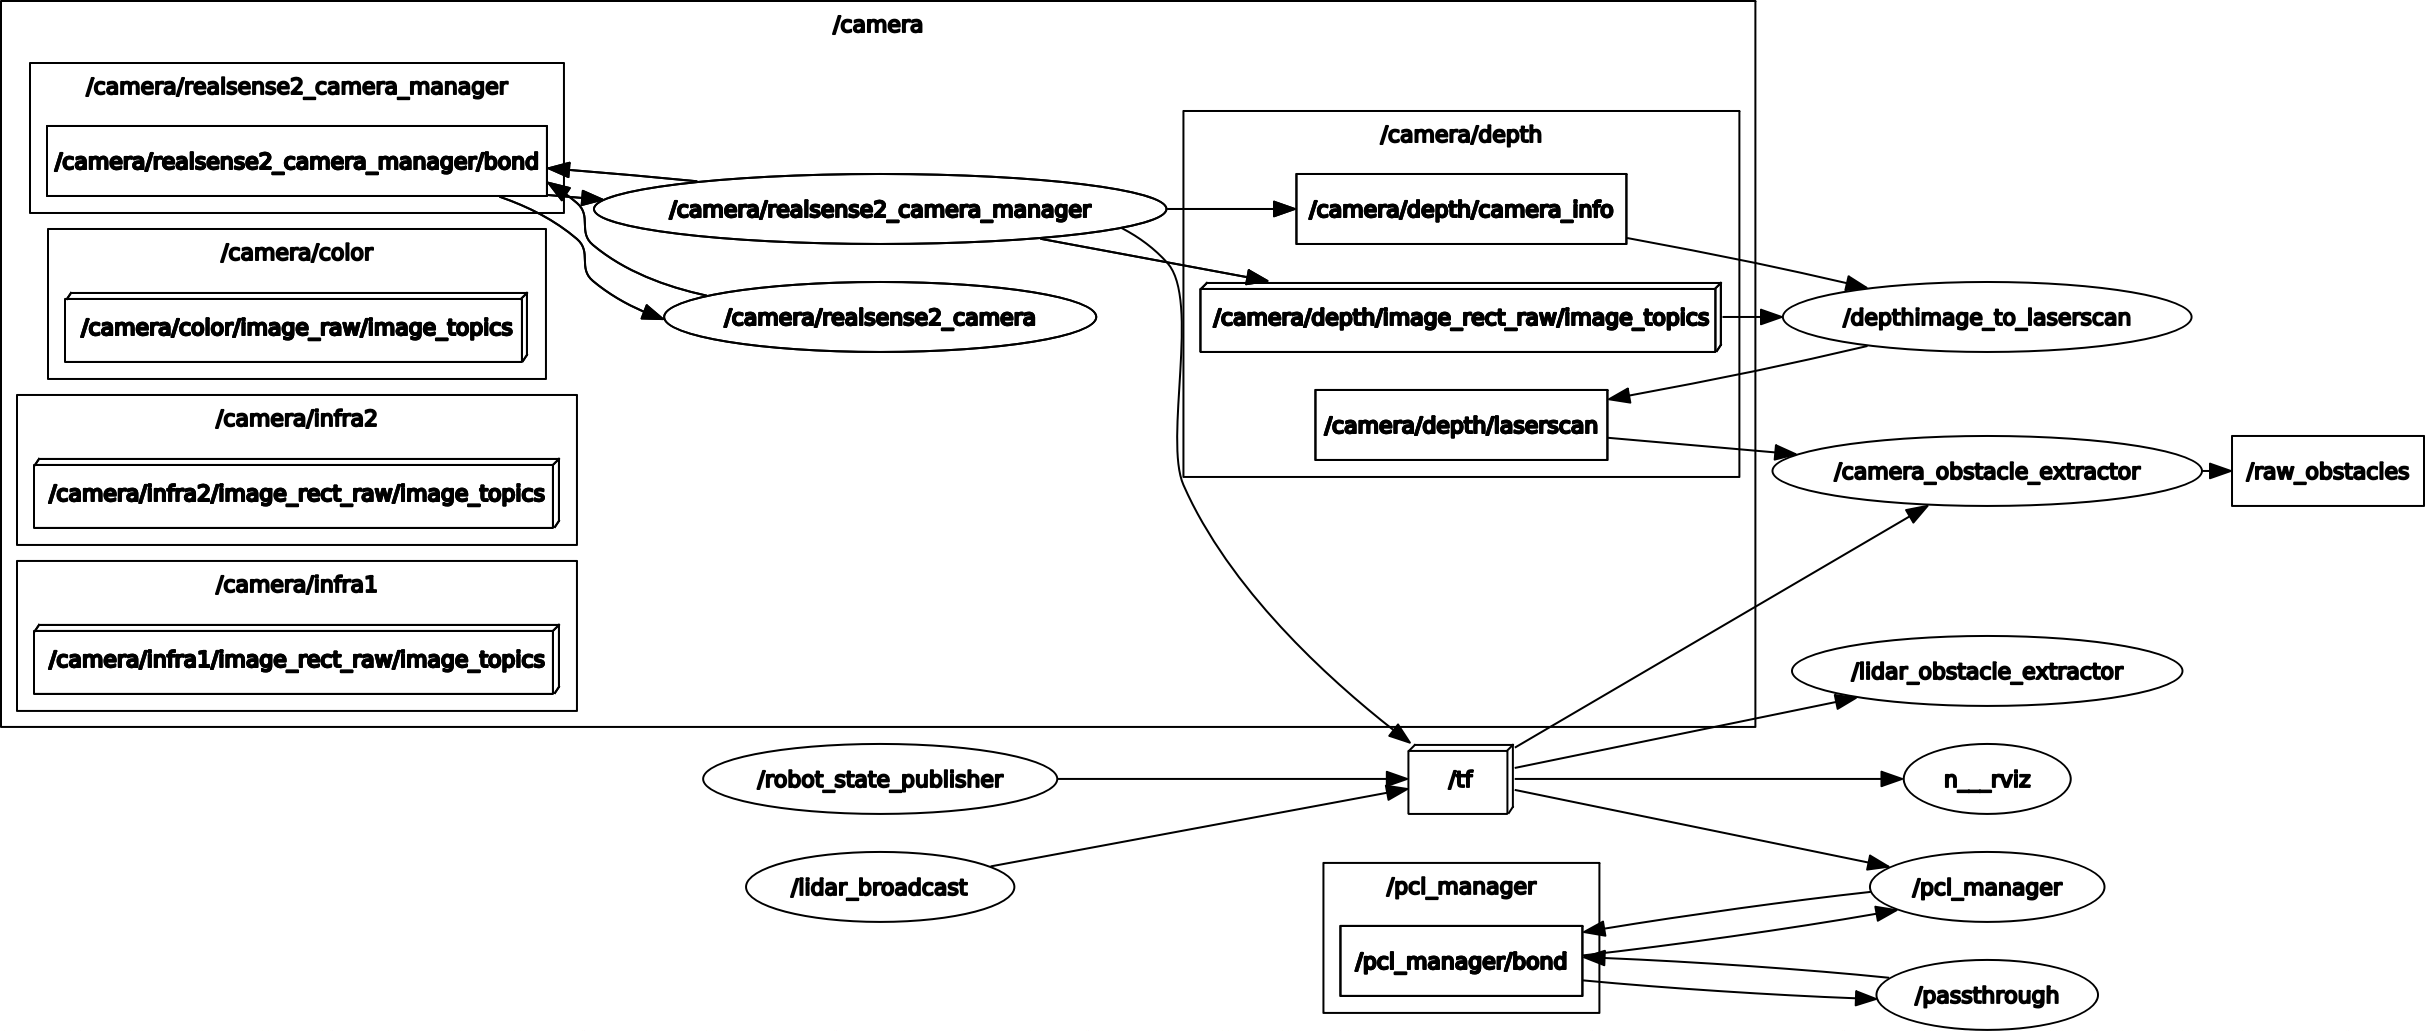 /camera
/camera/realsense2_camera_manager
/camera/realsense2_camera_manager/bond
/camera/color
/camera/color/image_raw/image_topics
/camera/infra2
/camera/infra2/image_rect_raw/image_topics
/camera/infra1
/camera/infra1/image_rect_raw/image_topics
/camera/realsense2_camera_manager
/camera/realsense2_camera
/camera/depth
/camera/depth/camera_info
/camera/depth/image_rect_raw/image_topics
/camera/depth/laserscan
/depthimage_to_laserscan
/camera_obstacle_extractor
/raw_obstacles
/lidar_obstacle_extractor
/robot_state_publisher
/tf
n___rviz
/lidar_broadcast
/pcl_manager
/pcl_manager
/pcl_manager/bond
/passthrough